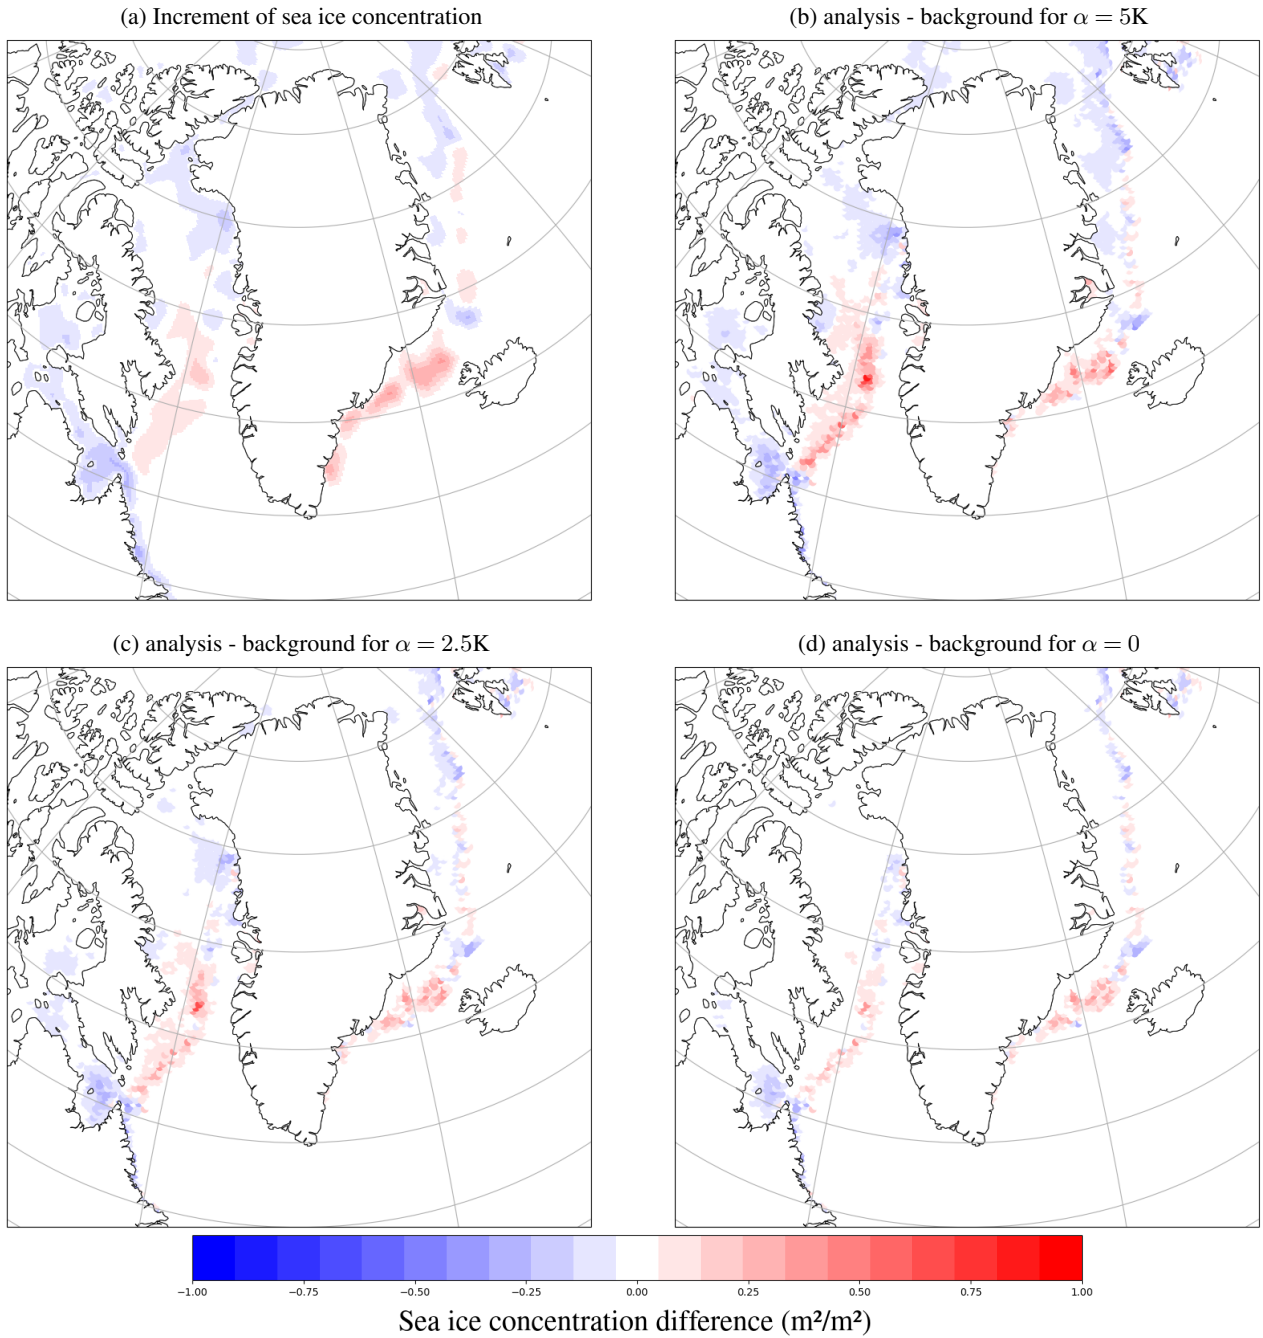 (a) Increment of sea ice concentration
(b) analysis - background for α = 5K
(c) analysis - background for α = 2.5K
(d) analysis - background for α = 0
−1.00 −0.75 −0.50 −0.25 0.00 0.25 0.50 0.75 1.00
Sea ice concentration difference (m²/m²)